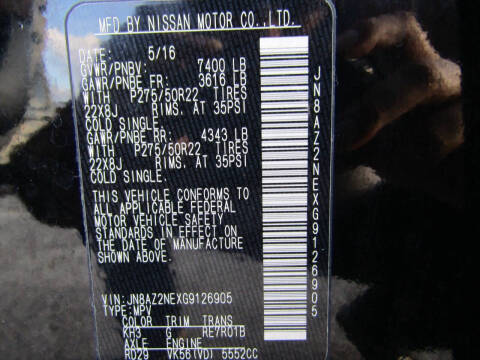 MFD BY NISSAN MOTOR CO.,LTD.
DATE: 5/16
GVWR/PNBV: 7400 LB
GAWR/PNBE FR: 3616 LB
WITH P275/50R22 TIRES
22X8J RIMS, AT 35PSI
COLD SINGLE.
GAWR/PNBE RR: 4343 LB
WITH P275/50R22 TIRES
22X8J RIMS, AT 35PSI
COLD SINGLE.
THIS VEHICLE CONFORMS TO
ALL APPLICABLE FEDERAL
MOTOR VEHICLE SAFETY
STANDARDS IN EFFECT ON
THE DATE OF MANUFACTURE
SHOWN ABOVE.
VIN:JN8AZ2NEXG9126905
TYPE:MPV
COLOR TRIM TRANS
KH3 G RE7R01B
AXLE ENGINE
RD29 VK56(VD) 5552CC
JN8AZ2NEXG9126905